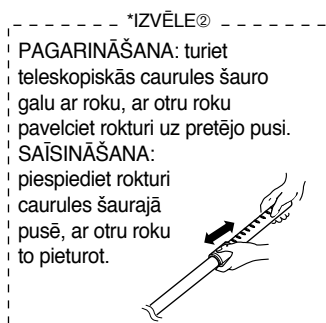 *IZVĒLE②
PAGARINĀŠANA: turiet
teleskopiskās caurules šauro
galu ar roku, ar otru roku
pavelciet rokturi uz pretējo pusi.
SAĪSINĀŠANA:
piespiediet rokturi
caurules šaurajā
pusē, ar otru roku
to pieturot.